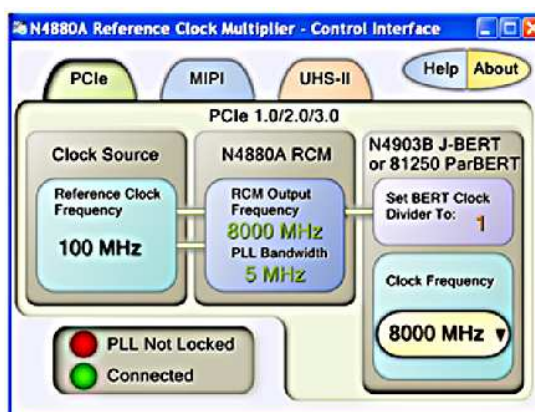 N4880A Reference Clock Multiplier - Control Interface
PCIe
MIPI
UHS-II
Help
About
PCIe 1.0/2.0/3.0
Clock Source
Reference Clock
Frequency
100 MHz
N4880A RCM
RCM Output
Frequency
8000 MHz
PLL Bandwidth
5 MHz
N4903B J-BERT
or 81250 ParBERT
Set BERT Clock
Divider To: 1
Clock Frequency
8000 MHz
PLL Not Locked
Connected